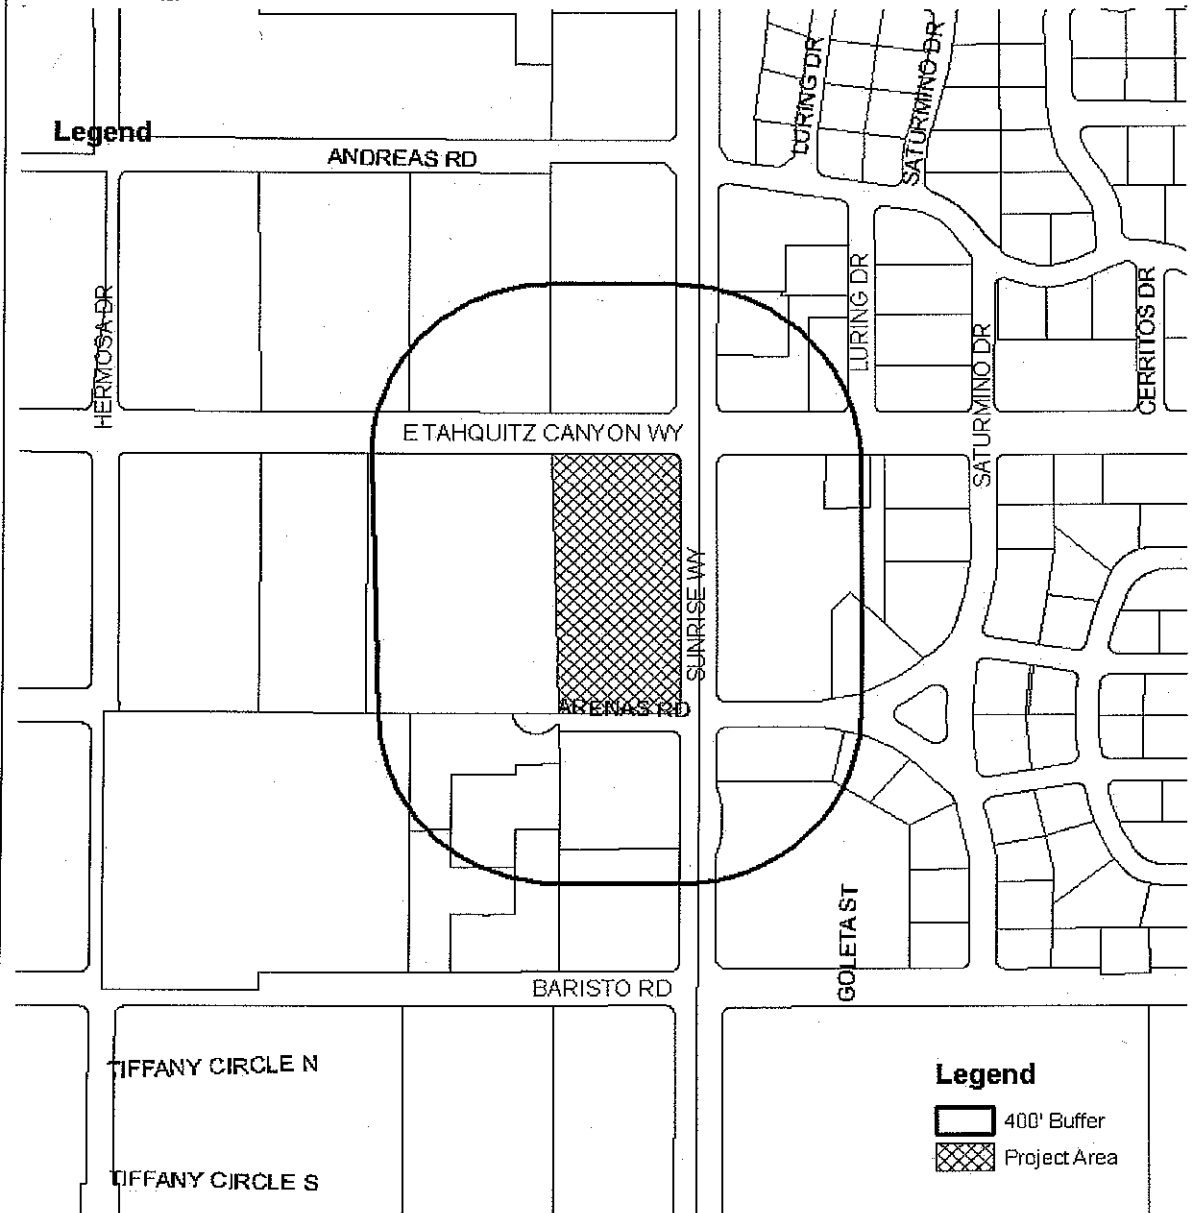 LURING DR
SATURMINO DR
Legend
ANDREAS RD
HERMOSA DR
LURING DR
SATURMINO DR
CERRITOS DR
E TAHQUITZ CANYON WY
SUNRISE WY
ARENAS RD
GOLETA ST
BARISTO RD
TIFFANY CIRCLE N
TIFFANY CIRCLE S
Legend
400' Buffer
Project Area